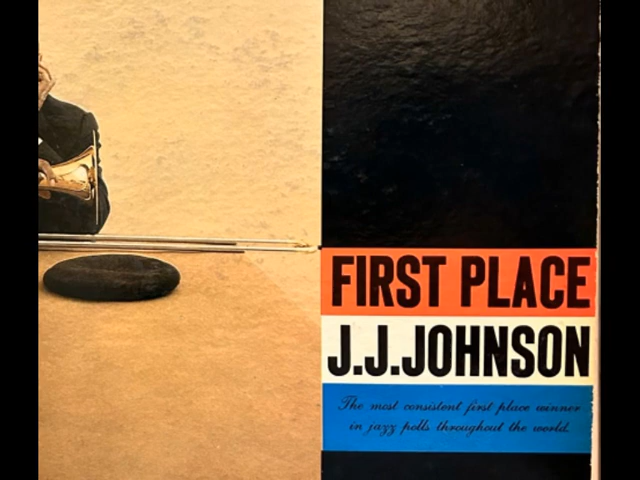 FIRST PLACE
J.J.JOHNSON
The most consistent first place winner
in jazz polls throughout the world.